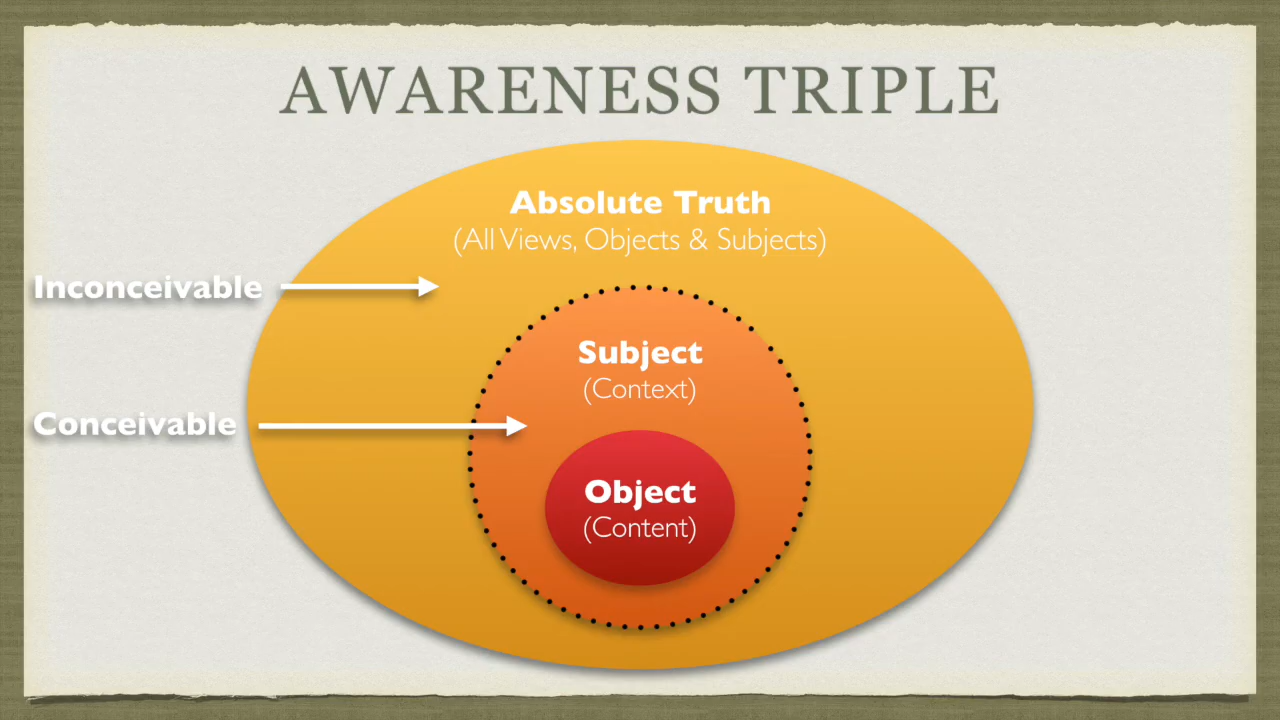 AWARENESS TRIPLE
Absolute Truth
(All Views, Objects & Subjects)
Inconceivable
Subject
(Context)
Conceivable
Object
(Content)